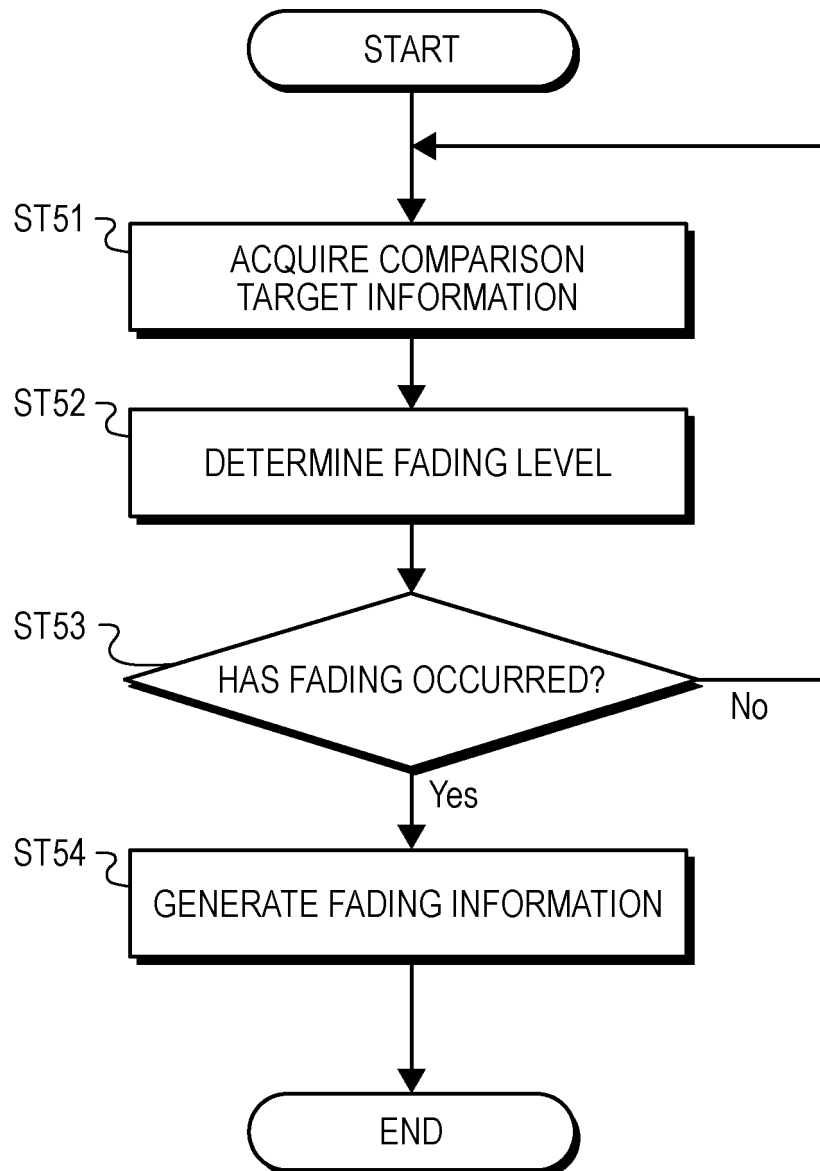 START
ST51
ACQUIRE COMPARISON
TARGET INFORMATION
ST52
DETERMINE FADING LEVEL
ST53
HAS FADING OCCURRED?
No
Yes
ST54
GENERATE FADING INFORMATION
END